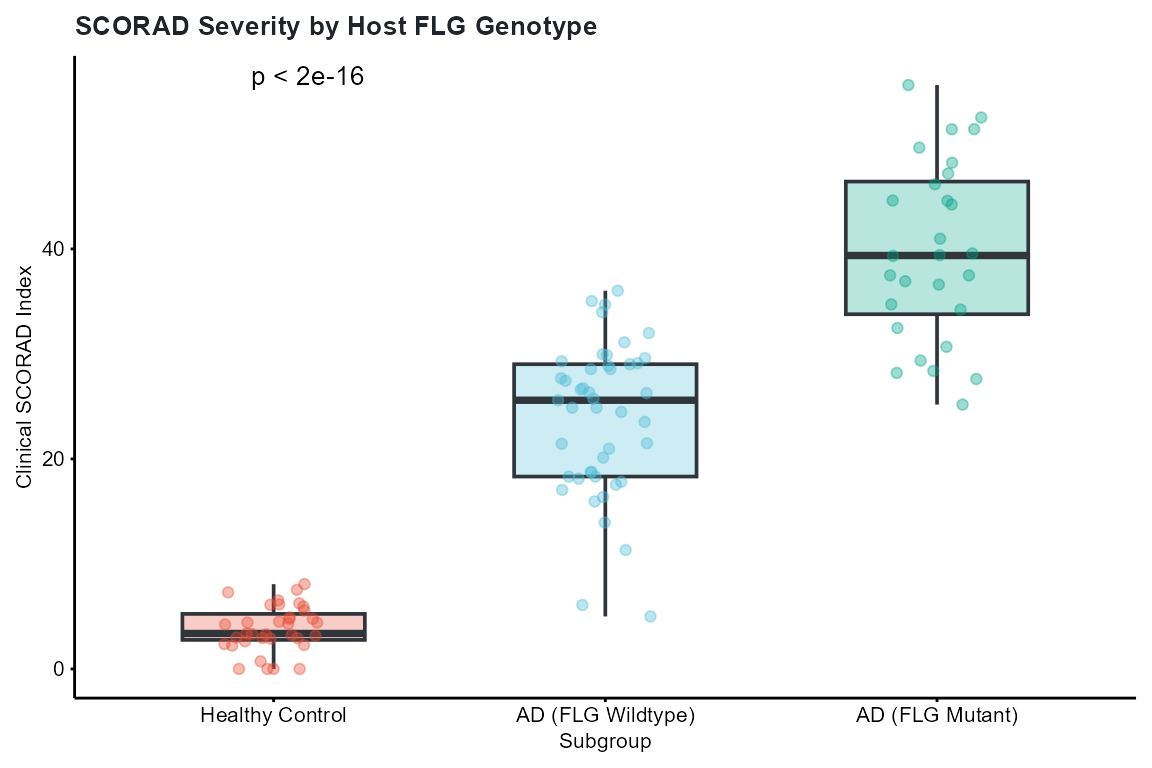 SCORAD Severity by Host FLG Genotype
p < 2e-16
Clinical SCORAD Index
40
20
0
Healthy Control
AD (FLG Wildtype)
AD (FLG Mutant)
Subgroup